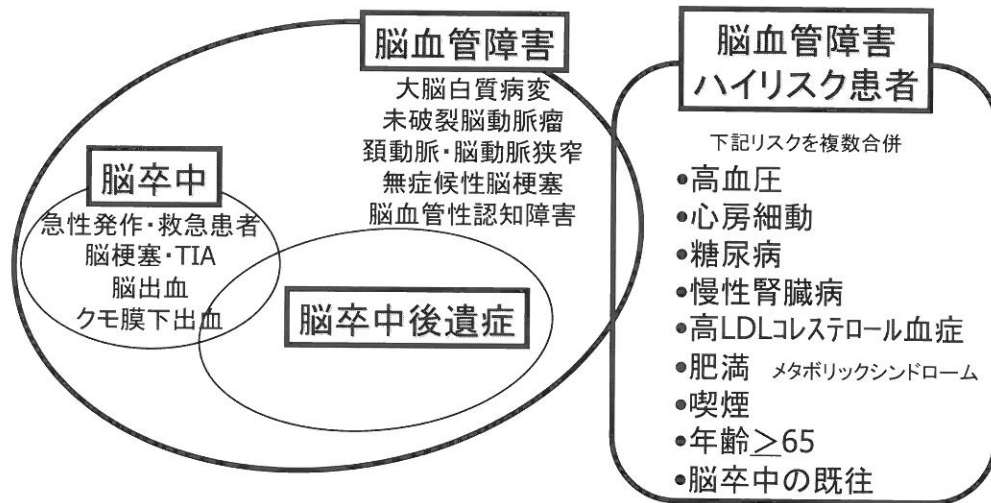 脳血管障害
大脳白質病変
未破裂脳動脈瘤
頚動脈・脳動脈狭窄
無症候性脳梗塞
脳血管性認知障害
脳卒中
急性発作・救急患者
脳梗塞・TIA
脳出血
クモ膜下出血
脳卒中後遺症
脳血管障害
ハイリスク患者
下記リスクを複数合併
•高血圧
•心房細動
•糖尿病
•慢性腎臓病
•高LDLコレステロール血症
•肥満 メタボリックシンドローム
•喫煙
•年齢≥65
•脳卒中の既往